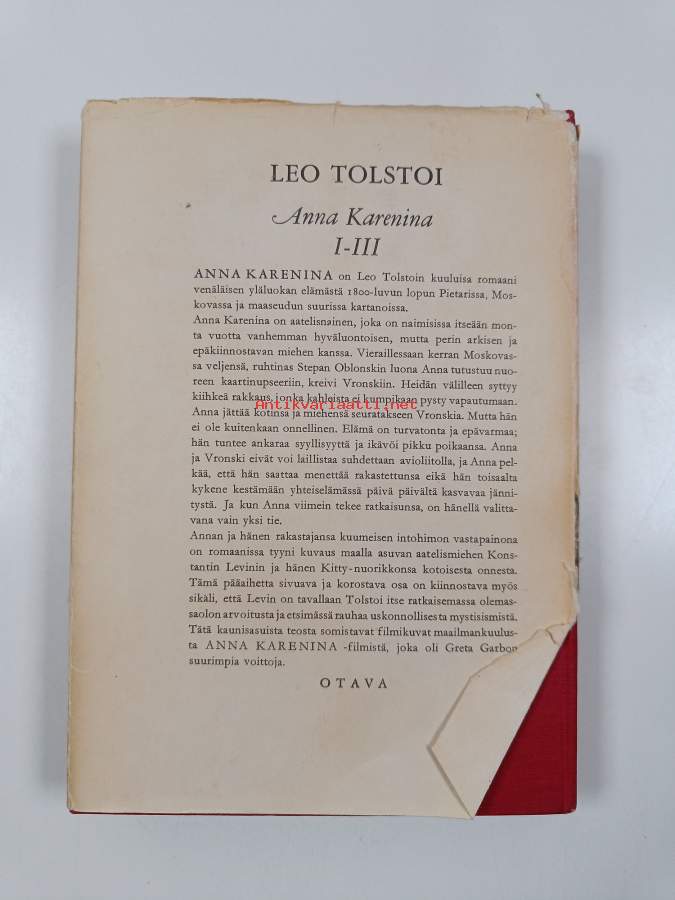 LEO TOLSTOI
Anna Karenina
I-III
ANNA KARENINA on Leo Tolstoin kuuluisa romaani
venäläisen yläluokan elämästä 1800-luvun lopun Pietarissa, Mos-
kovassa ja maaseudun suurissa kartanoissa.
Anna Karenina on aatelisnainen, joka on naimisissa itseään mon-
ta vuotta vanhemman hyväluontoisen, mutta perin arkisen ja
epäkiinnostavan miehen kanssa. Vieraillessaan kerran Moskovas-
sa veljensä, ruhtinas Stepan Oblonskin luona Anna tutustuu nuo-
reen kaartinupseeriin, kreivi Vronskiin. Heidän välilleen syttyy
kiihkeä rakkaus, jonka kahleista ei kumpikaan pysty vapautumaan.
Antikvariaatti.net
Anna jättää kotinsa ja miehensä seuratakseen Vronskia. Mutta hän
ei ole kuitenkaan onnellinen. Elämä on turvatonta ja epävarmaa;
hän tuntee ankaraa syyllisyyttä ja ikävöi pikku poikaansa. Anna
ja Vronski eivät voi laillistaa suhdettaan avioliitolla, ja Anna pel-
kää, että hän saattaa menettää rakastettunsa eikä hän toisaalta
kykene kestämään yhteiselämässä päivä päivältä kasvavaa jänni-
tystä. Ja kun Anna viimein tekee ratkaisunsa, on hänellä valitta-
vana vain yksi tie.
Annan ja hänen rakastajansa kuumeisen intohimon vastapainona
on romaanissa tyyni kuvaus maalla asuvan aatelismiehen Kons-
tantin Levinin ja hänen Kitty-nuorikkonsa kotoisesta onnesta.
Tämä pääaihetta sivuava ja korostava osa on kiinnostava myös
sikäli, että Levin on tavallaan Tolstoi itse ratkaisemassa olemas-
saolon arvoitusta ja etsimässä rauhaa uskonnollisesta mystisismistä.
Tätä kaunisasuista teosta somistavat filmikuvat maailmankuulus-
ta ANNA KARENINA -filmistä, joka oli Greta Garbon
suurimpia voittoja.
OTAVA